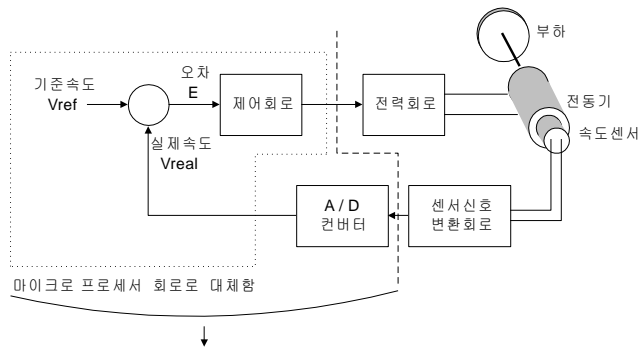 부하
기준속도
Vref
오차
E
제어회로
전력회로
전동기
속도센서
실제속도
Vreal
A / D
컨버터
센서신호
변환회로
마이크로 프로세서 회로로 대체함